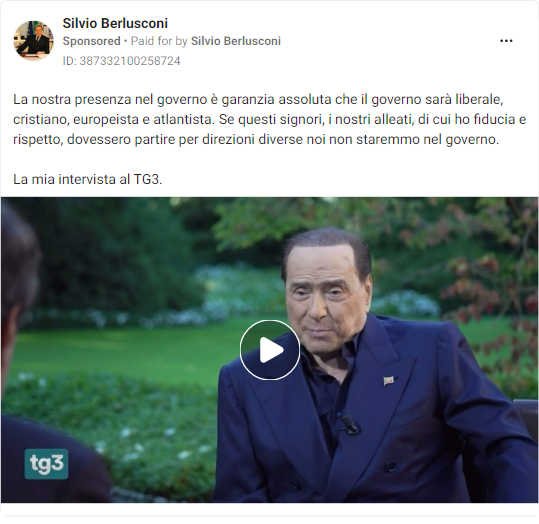 Silvio Berlusconi
Sponsored • Paid for by Silvio Berlusconi
ID: 387332100258724
La nostra presenza nel governo è garanzia assoluta che il governo sarà liberale,
cristiano, europeista e atlantista. Se questi signori, i nostri alleati, di cui ho fiducia e
rispetto, dovessero partire per direzioni diverse noi non staremmo nel governo.
La mia intervista al TG3.
tg3